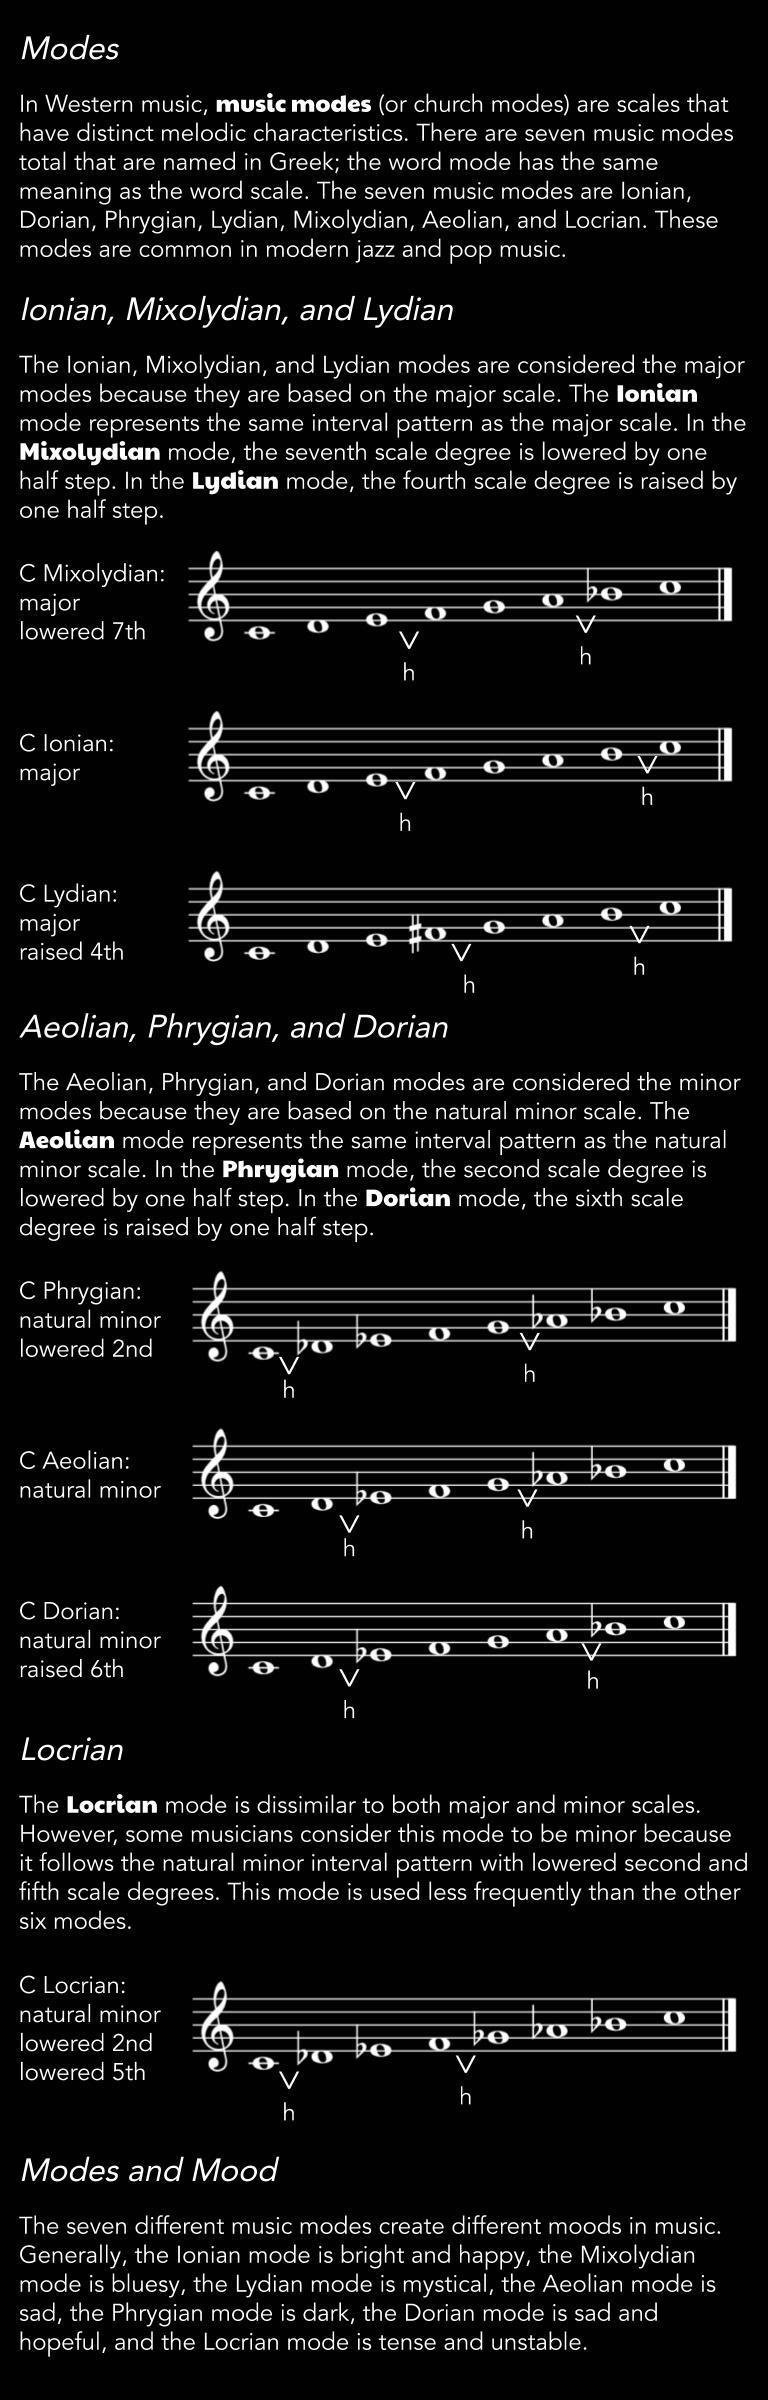 Modes
In Western music, music modes (or church modes) are scales that
have distinct melodic characteristics. There are seven music modes
total that are named in Greek; the word mode has the same
meaning as the word scale. The seven music modes are Ionian,
Dorian, Phrygian, Lydian, Mixolydian, Aeolian, and Locrian. These
modes are common in modern jazz and pop music.
Ionian, Mixolydian, and Lydian
The Ionian, Mixolydian, and Lydian modes are considered the major
modes because they are based on the major scale. The Ionian
mode represents the same interval pattern as the major scale. In the
Mixolydian mode, the seventh scale degree is lowered by one
half step. In the Lydian mode, the fourth scale degree is raised by
one half step.
C Mixolydian:
major
lowered 7th
h
h
C Ionian:
major
h
h
C Lydian:
major
raised 4th
h
h
Aeolian, Phrygian, and Dorian
The Aeolian, Phrygian, and Dorian modes are considered the minor
modes because they are based on the natural minor scale. The
Aeolian mode represents the same interval pattern as the natural
minor scale. In the Phrygian mode, the second scale degree is
lowered by one half step. In the Dorian mode, the sixth scale
degree is raised by one half step.
C Phrygian:
natural minor
lowered 2nd
h
h
C Aeolian:
natural minor
h
h
C Dorian:
natural minor
raised 6th
h
h
Locrian
The Locrian mode is dissimilar to both major and minor scales.
However, some musicians consider this mode to be minor because
it follows the natural minor interval pattern with lowered second and
fifth scale degrees. This mode is used less frequently than the other
six modes.
C Locrian:
natural minor
lowered 2nd
lowered 5th
h
h
Modes and Mood
The seven different music modes create different moods in music.
Generally, the Ionian mode is bright and happy, the Mixolydian
mode is bluesy, the Lydian mode is mystical, the Aeolian mode is
sad, the Phrygian mode is dark, the Dorian mode is sad and
hopeful, and the Locrian mode is tense and unstable.